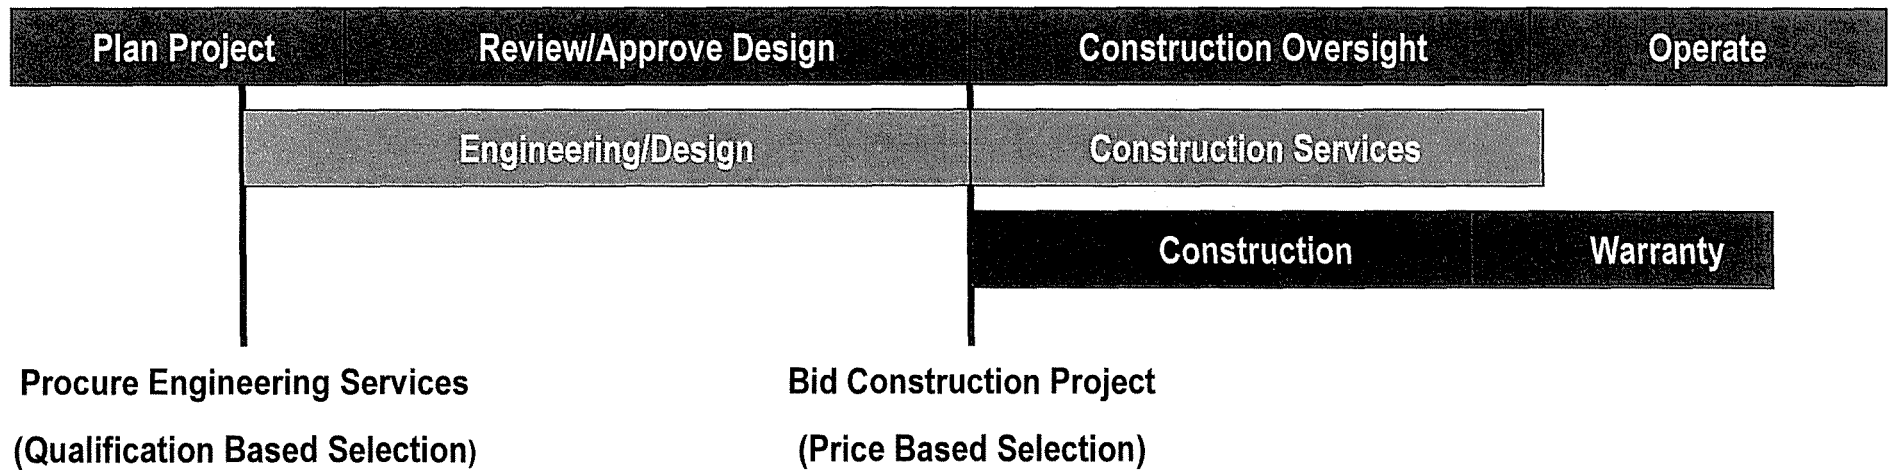 Plan Project
Review/Approve Design
Construction Oversight
Operate
Engineering/Design
Construction Services
Construction
Warranty
Procure Engineering Services
(Qualification Based Selection)
Bid Construction Project
(Price Based Selection)